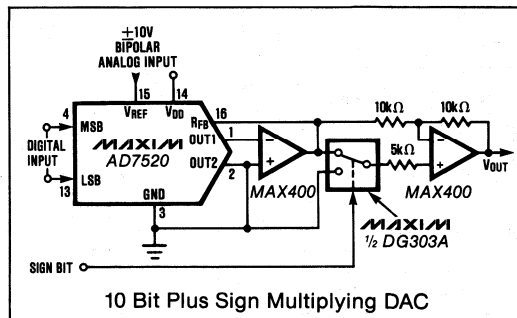 ±10V
BIPOLAR
ANALOG INPUT
15
14
VREF
VDD
16
RFB
4
MSB
OUT1
1
MAXIM
AD7520
DIGITAL
INPUT
OUT2
2
13
LSB
GND
3
−
+
MAX400
10kΩ
10kΩ
5kΩ
−
+
VOUT
MAX400
MAXIM
½ DG303A
SIGN BIT
10 Bit Plus Sign Multiplying DAC